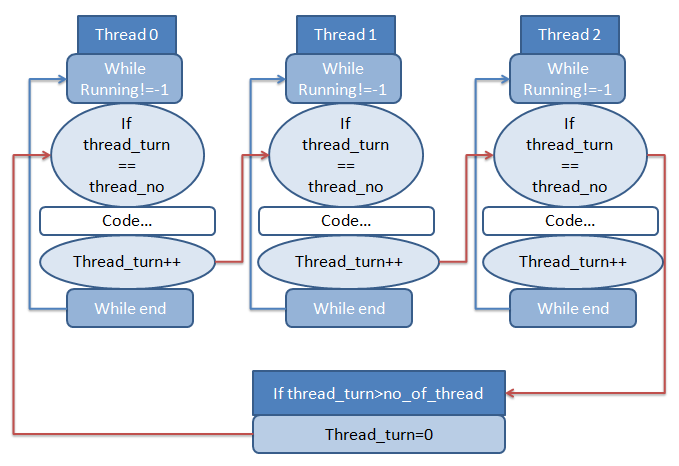 Thread 0
While
Running!=-1
If
thread_turn
==
thread_no
Code...
Thread_turn++
While end
Thread 1
While
Running!=-1
If
thread_turn
==
thread_no
Code...
Thread_turn++
While end
Thread 2
While
Running!=-1
If
thread_turn
==
thread_no
Code...
Thread_turn++
While end
If thread_turn>no_of_thread
Thread_turn=0